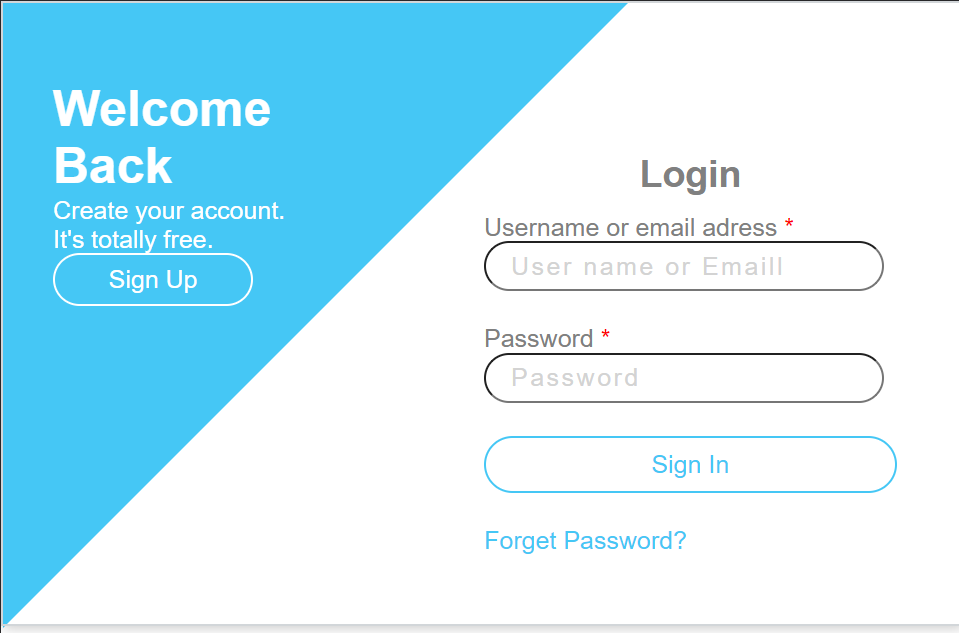 Welcome
Back
Create your account.
It's totally free.
Sign Up
Login
Username or email adress *
User name or Emaill
Password *
Password
Sign In
Forget Password?